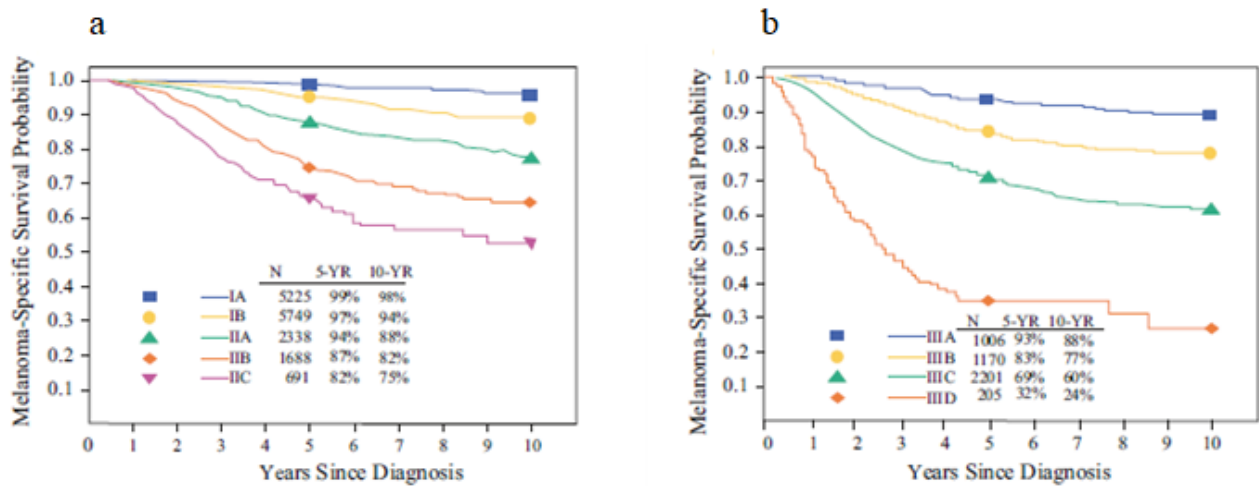 a
Melanoma-Specific Survival Probability
1.0
0.9
0.8
0.7
0.6
0.5
0.4
0.3
0.2
0.1
N 5-YR 10-YR
IA 5225 99% 98%
IB 5749 97% 94%
IIA 2338 94% 88%
IIB 1688 87% 82%
IIC 691 82% 75%
0 1 2 3 4 5 6 7 8 9 10
Years Since Diagnosis
b
Melanoma-Specific Survival Probability
1.0
0.9
0.8
0.7
0.6
0.5
0.4
0.3
0.2
0.1
N 5-YR 10-YR
IIIA 1006 93% 88%
IIIB 1170 83% 77%
IIIC 2201 69% 60%
IIID 205 32% 24%
0 1 2 3 4 5 6 7 8 9 10
Years Since Diagnosis